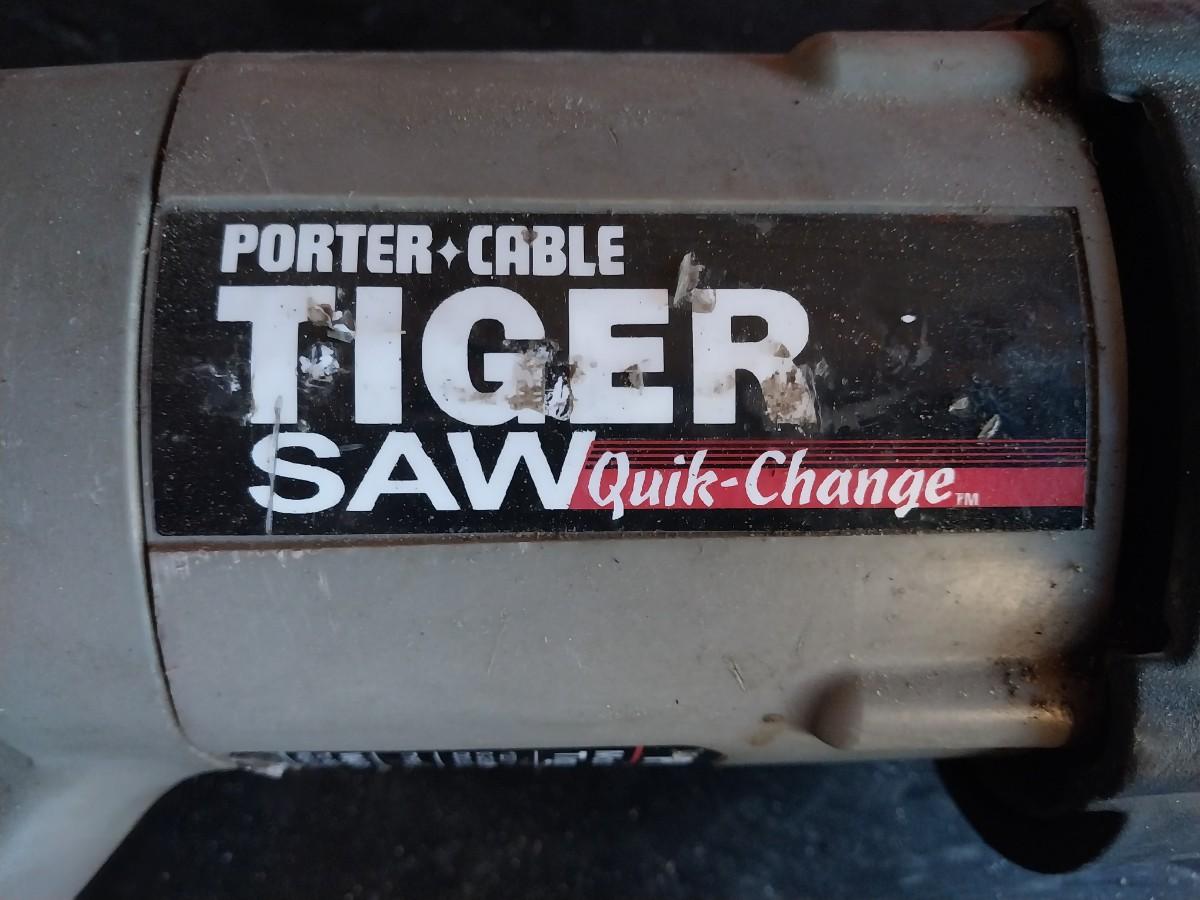 PORTER✦CABLE
TIGER
SAW Quik-Change™